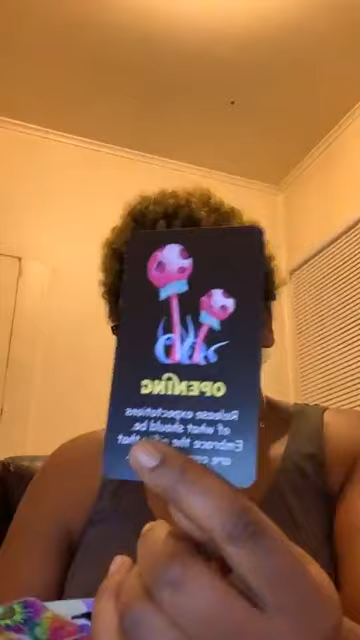 OPENING
Release expectations
of what should be.
Embrace the that
are